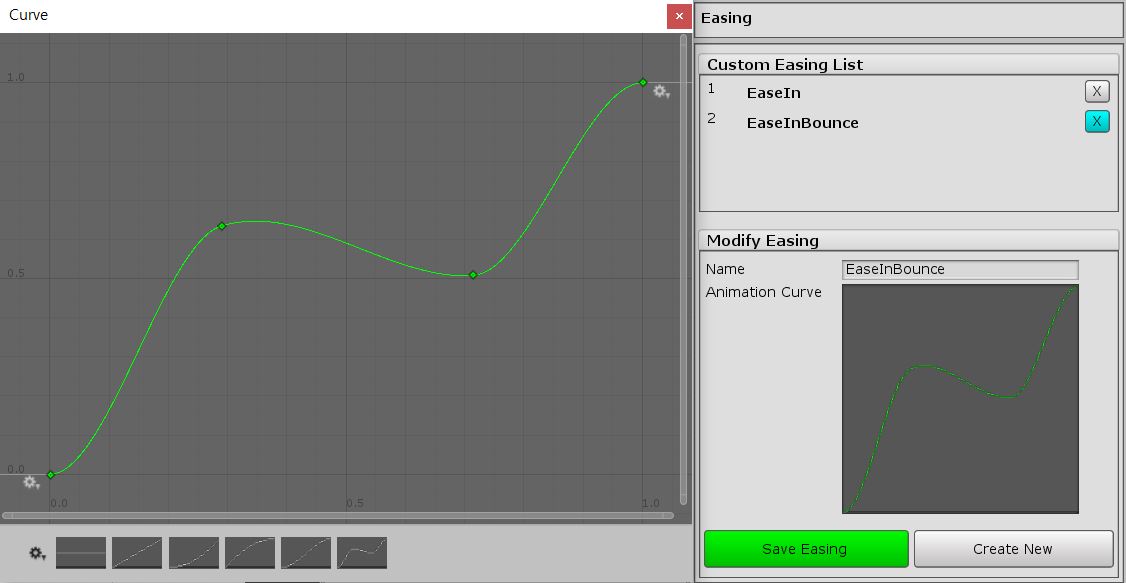 Curve
1.0
0.5
0.0
0.0 0.5 1.0
Easing
Custom Easing List
1 EaseIn X
2 EaseInBounce X
Modify Easing
Name EaseInBounce
Animation Curve
Save Easing Create New